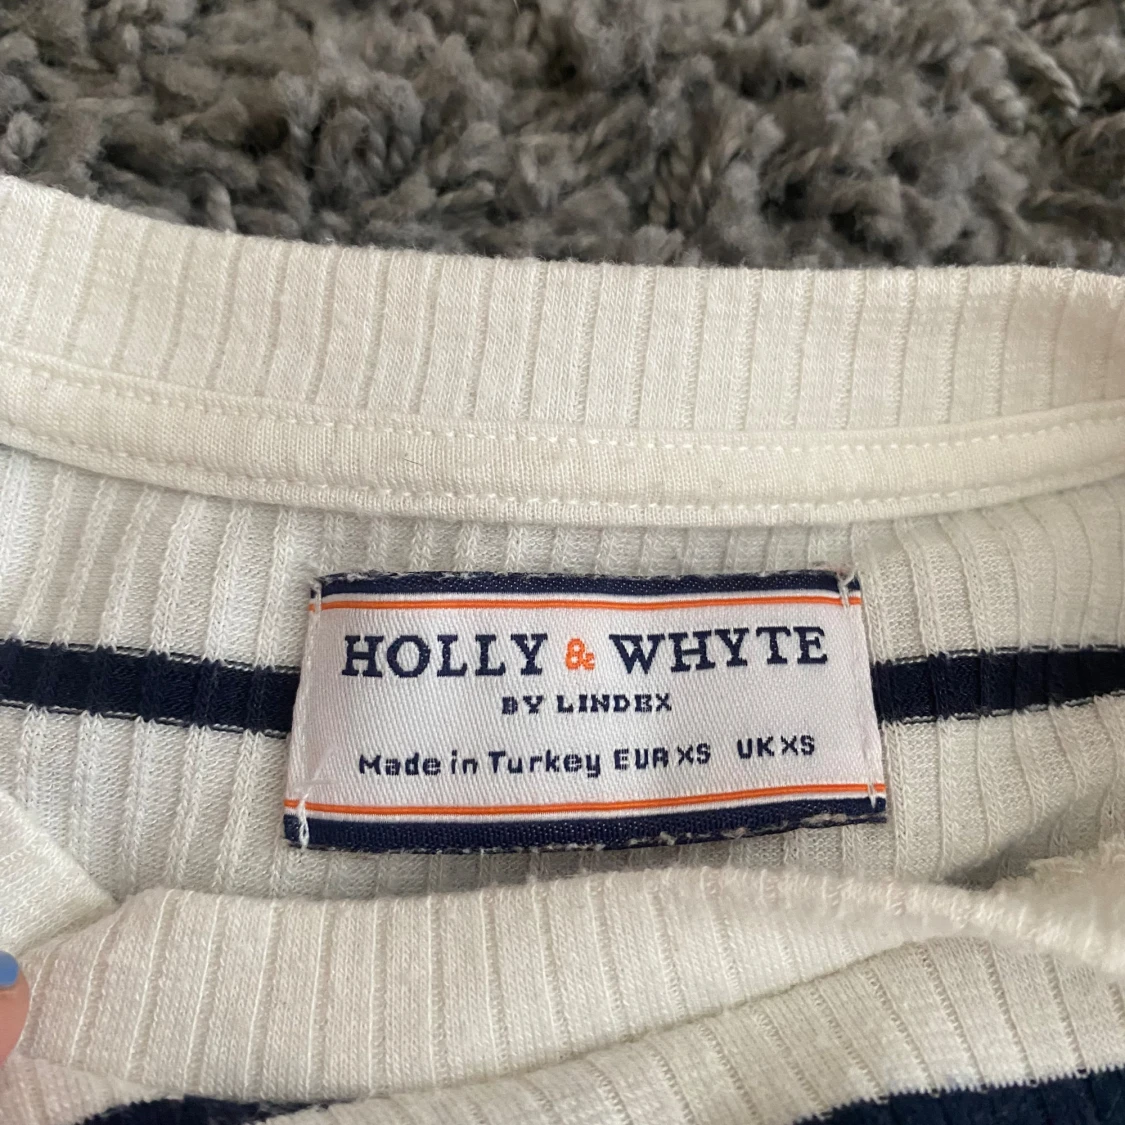 HOLLY & WHYTE
BY LINDEX
Made in Turkey EUR XS UK XS